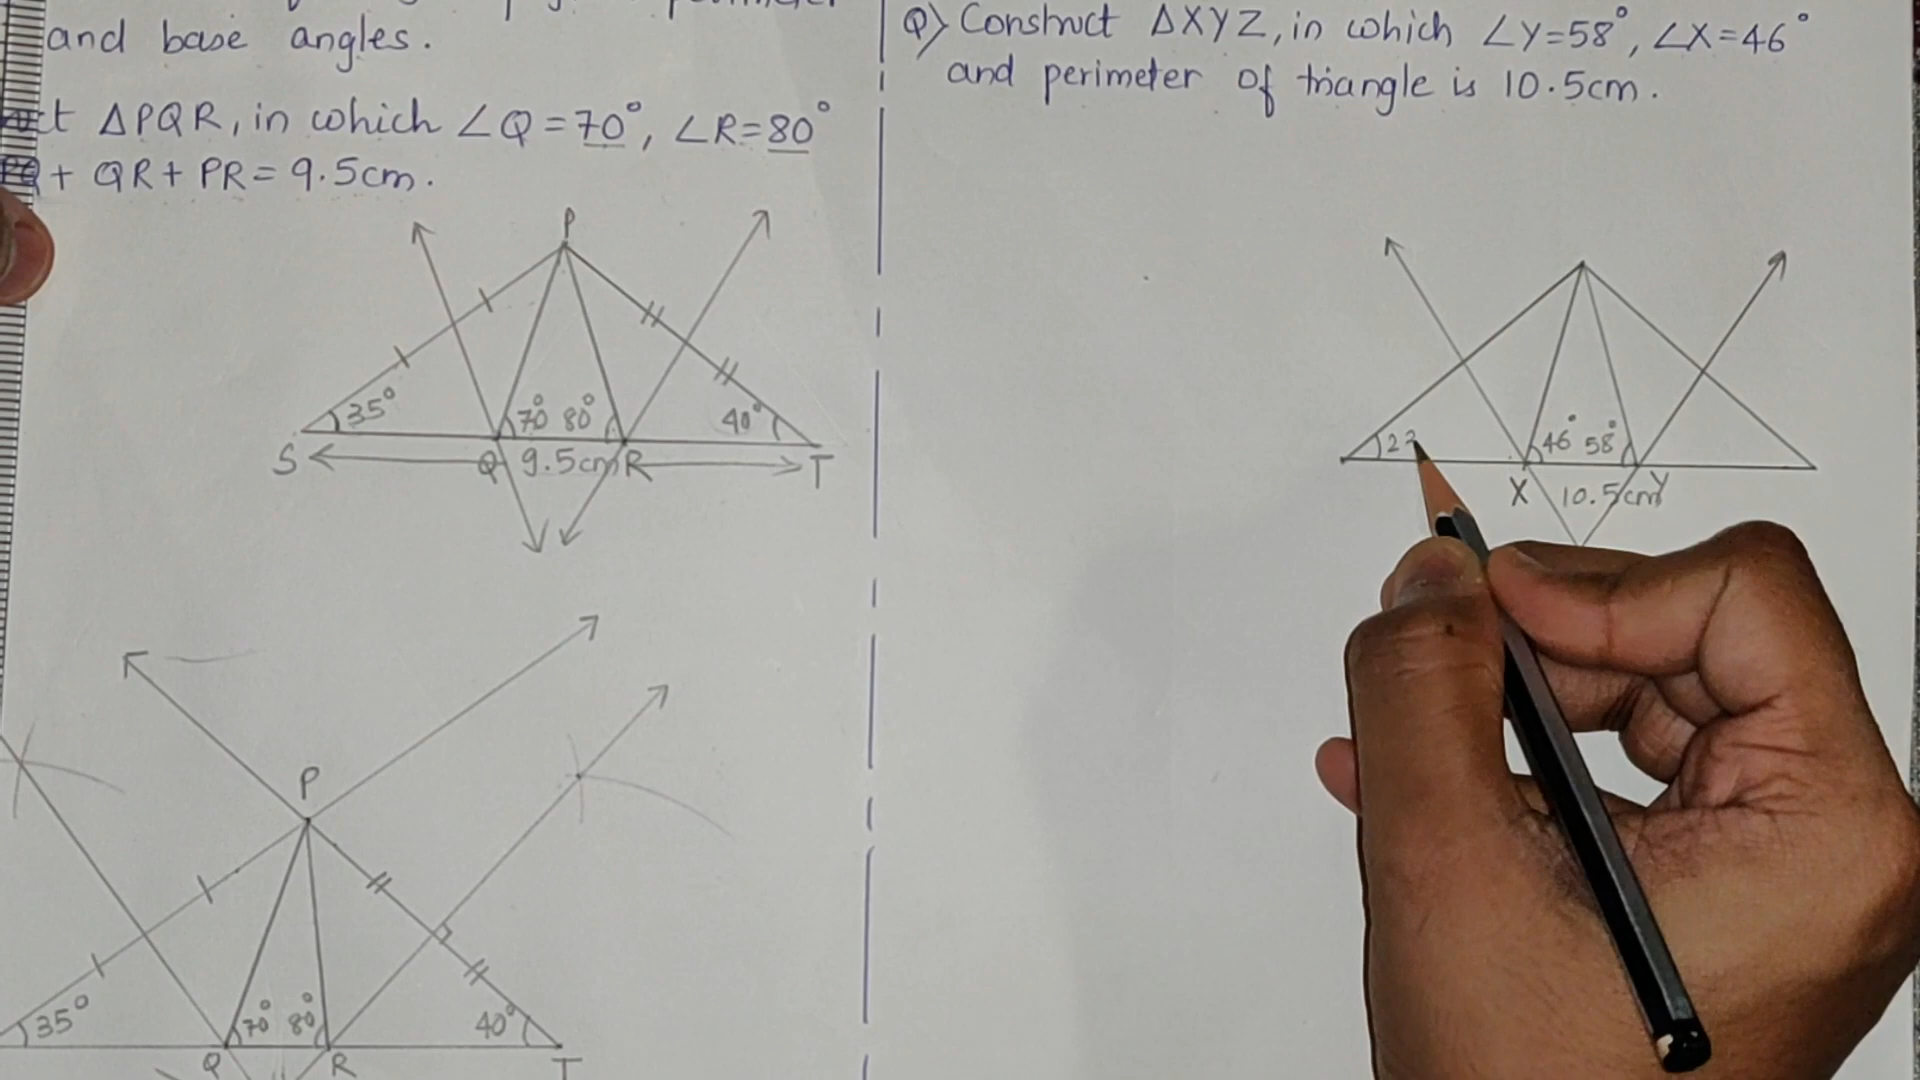 and base angles.
ΔPQR, in which ∠Q=70°, ∠R=80°
+ QR + PR = 9.5cm.
P
35° 70° 80° 40°
S Q 9.5cm R T
P
35° 70° 80° 40°
Q R T
Q) Construct ΔXYZ, in which ∠Y=58°, ∠X=46°
and perimeter of triangle is 10.5cm.
23 46° 58°
X 10.5cm Y